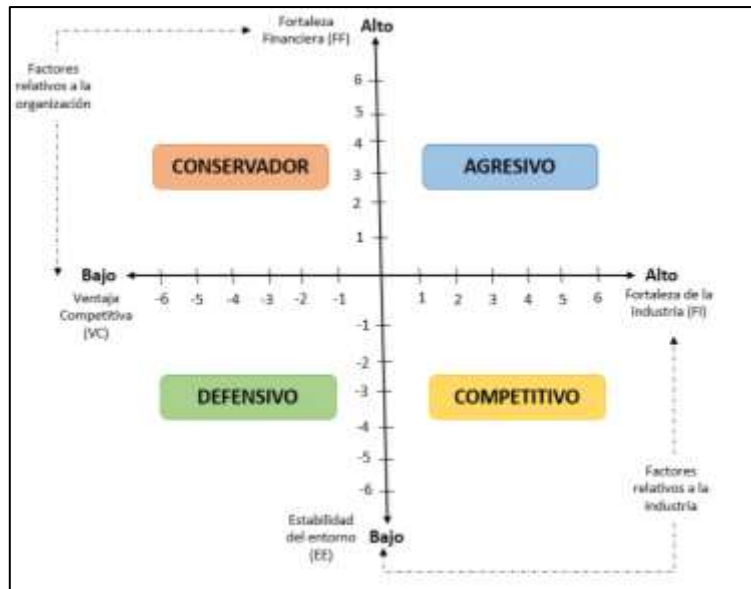 Fortaleza
Financiera (FF)
Alto
Factores
relativos a la
organización
6
5
4
3
2
1
CONSERVADOR
AGRESIVO
Bajo
Alto
-6 -5 -4 -3 -2 -1 1 2 3 4 5 6
Ventaja
Competitiva
(VC)
Fortaleza de la
industria (FI)
-1
-2
-3
-4
-5
-6
DEFENSIVO
COMPETITIVO
Factores
relativos a la
industria
Estabilidad
del entorno
(EE)
Bajo